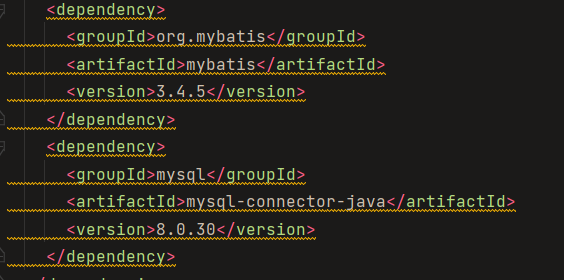 <dependency>
<groupId>org.mybatis</groupId>
<artifactId>mybatis</artifactId>
<version>3.4.5</version>
</dependency>
<dependency>
<groupId>mysql</groupId>
<artifactId>mysql-connector-java</artifactId>
<version>8.0.30</version>
</dependency>